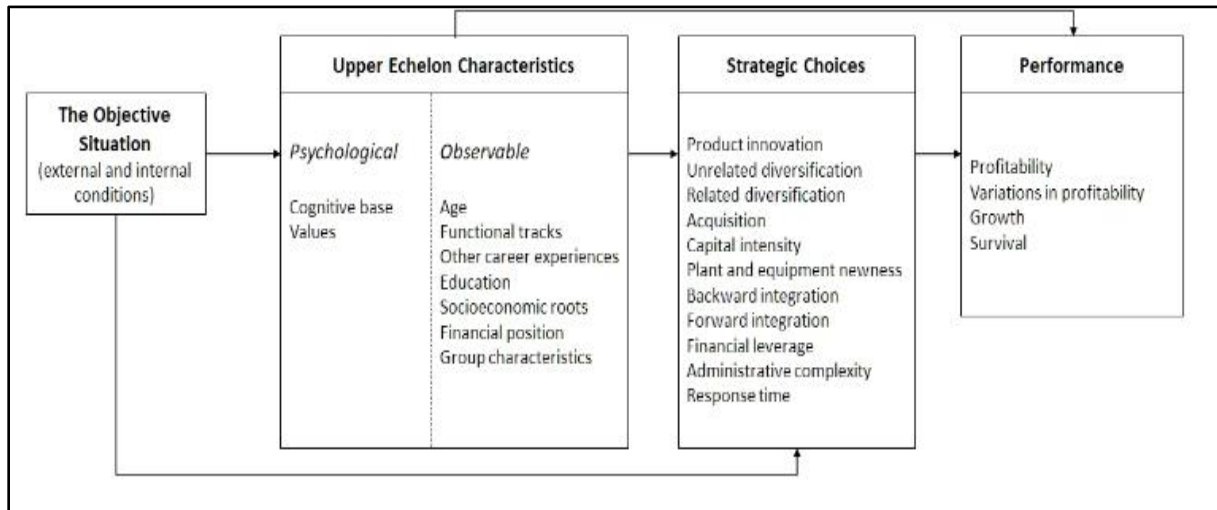 The Objective
Situation
(external and internal
conditions)
Upper Echelon Characteristics
Psychological
Cognitive base
Values
Observable
Age
Functional tracks
Other career experiences
Education
Socioeconomic roots
Financial position
Group characteristics
Strategic Choices
Product innovation
Unrelated diversification
Related diversification
Acquisition
Capital intensity
Plant and equipment newness
Backward integration
Forward integration
Financial leverage
Administrative complexity
Response time
Performance
Profitability
Variations in profitability
Growth
Survival